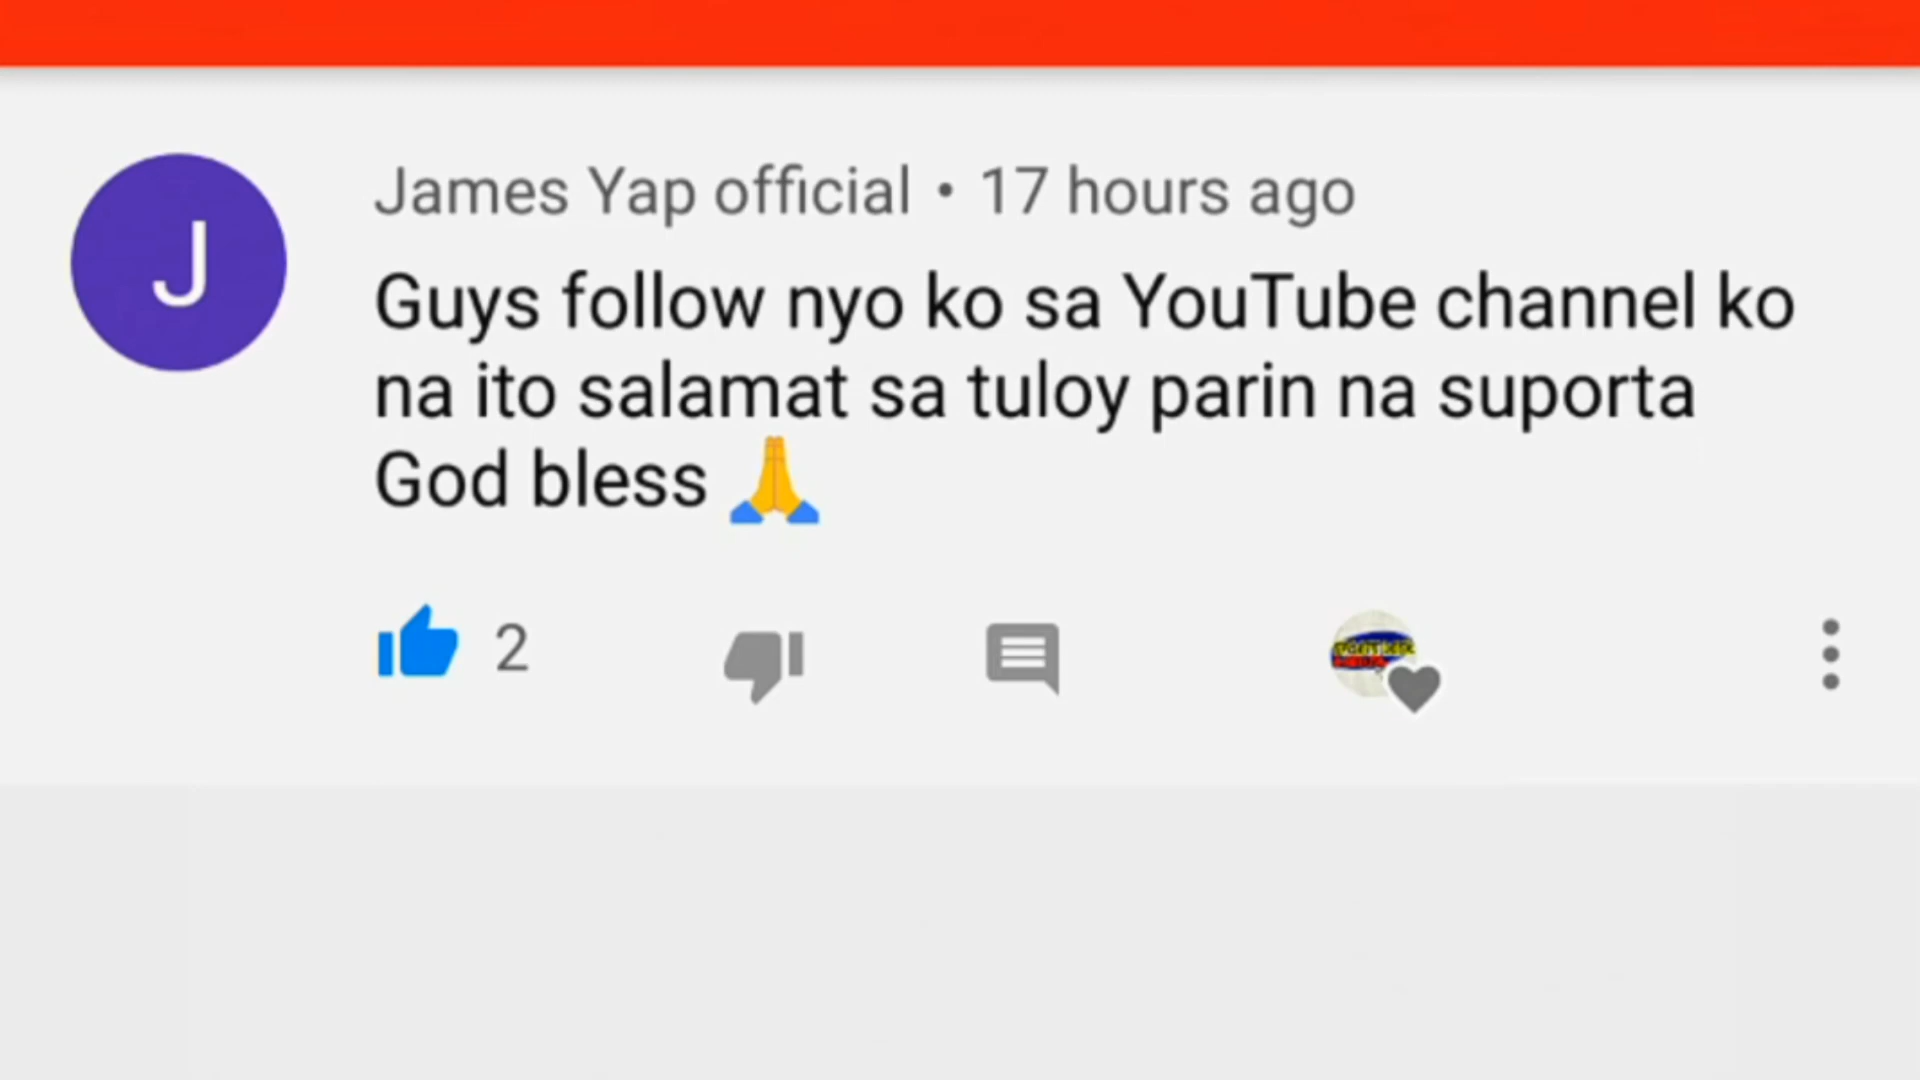 J
James Yap official • 17 hours ago
Guys follow nyo ko sa YouTube channel ko
na ito salamat sa tuloy parin na suporta
God bless 🙏
2